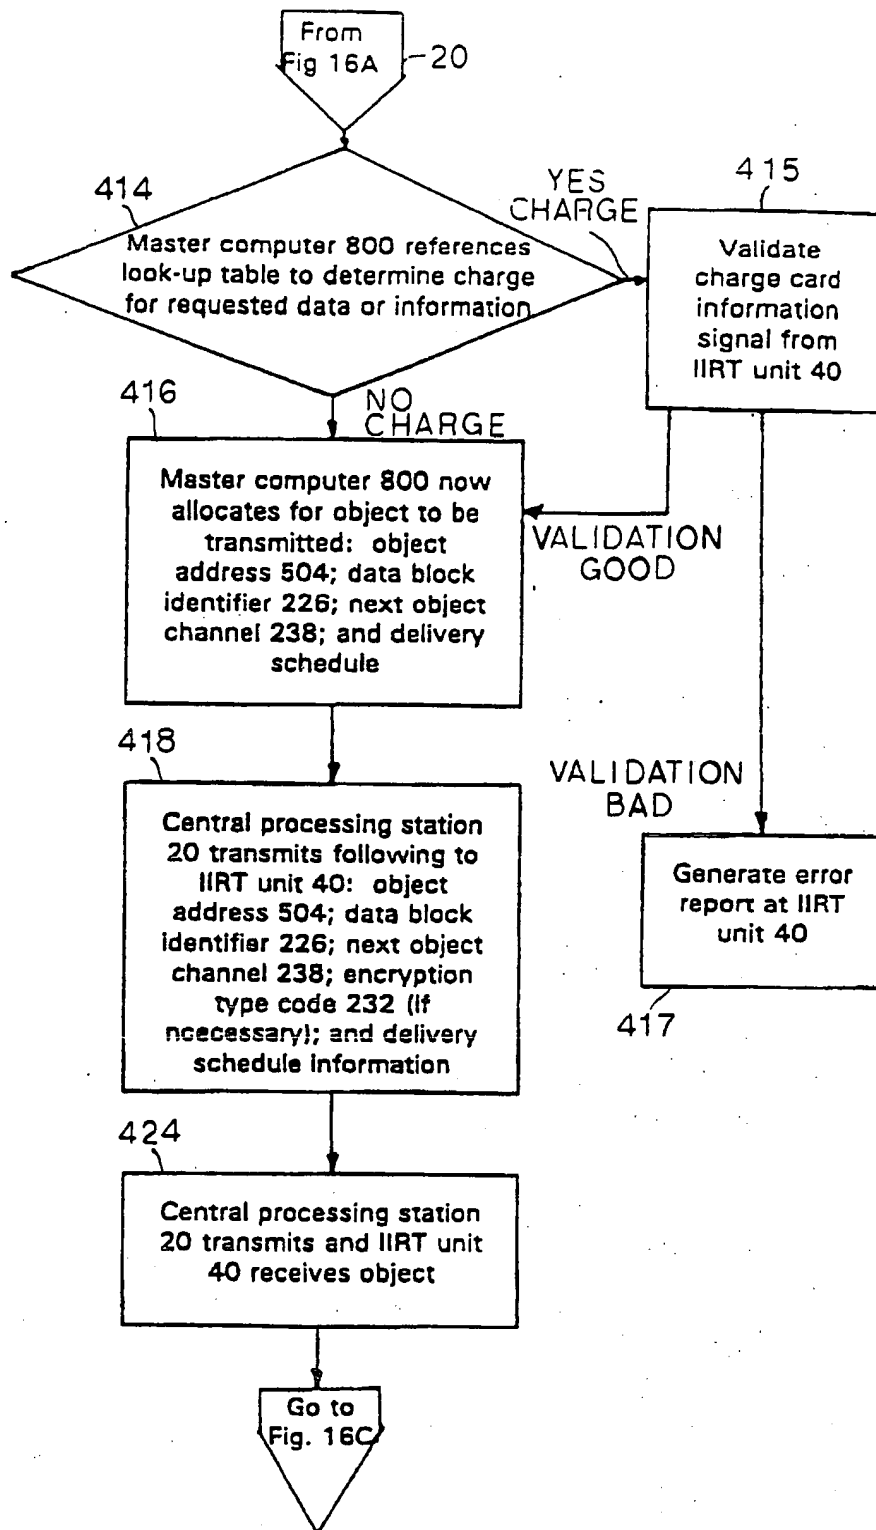 From
Fig 16A
20
414
YES
CHARGE
415
Master computer 800 references
look-up table to determine charge
for requested data or information
Validate
charge card
information
signal from
IIRT unit 40
416
NO
CHARGE
Master computer 800 now
allocates for object to be
transmitted: object
address 504; data block
identifier 226; next object
channel 238; and delivery
schedule
VALIDATION
GOOD
418
VALIDATION
BAD
Central processing station
20 transmits following to
IIRT unit 40: object
address 504; data block
identifier 226; next object
channel 238; encryption
type code 232 (if
ncecessary); and delivery
schedule information
Generate error
report at IIRT
unit 40
417
424
Central processing station
20 transmits and IIRT unit
40 receives object
Go to
Fig. 16C